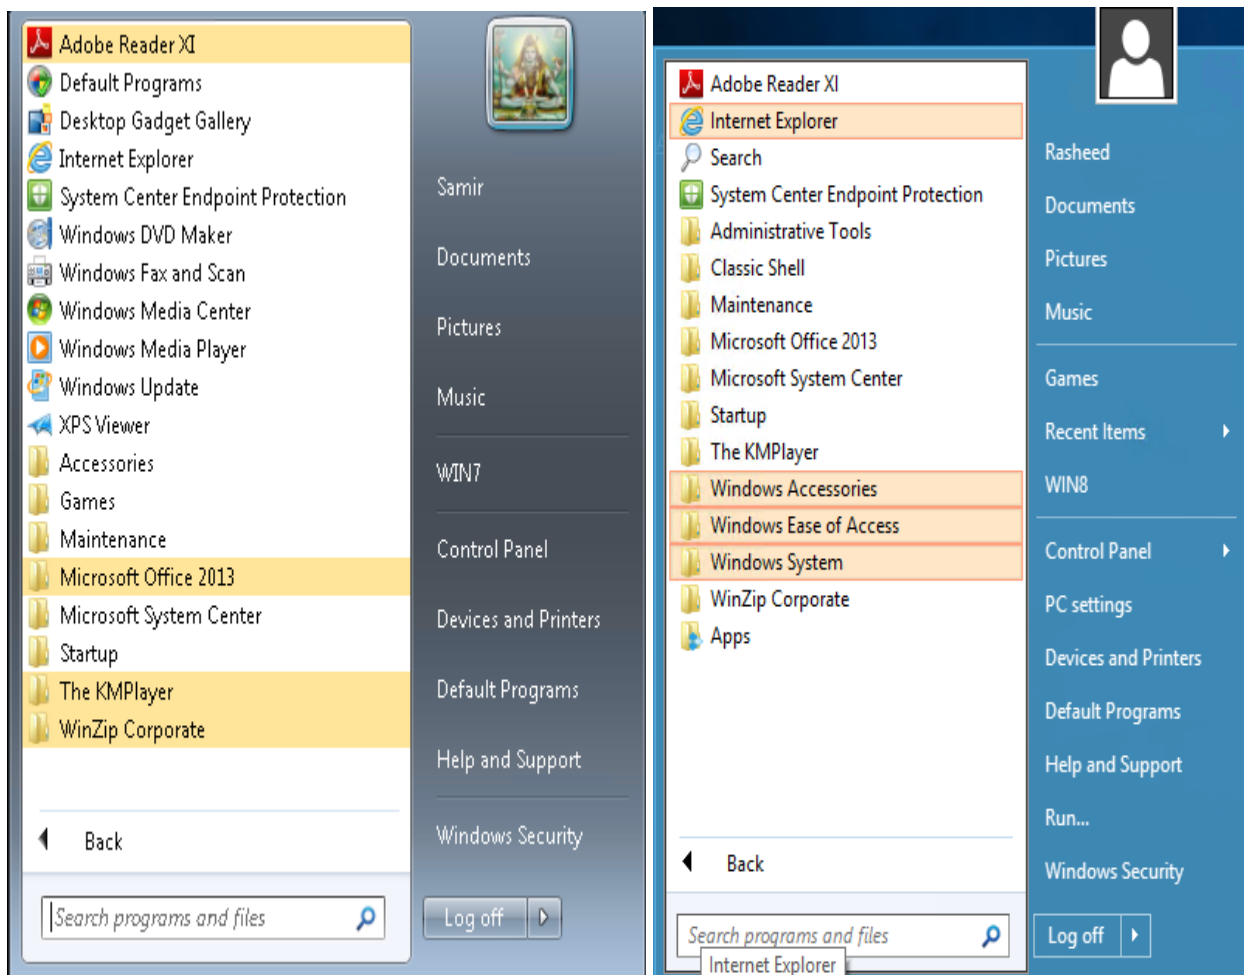 Adobe Reader XI
Default Programs
Desktop Gadget Gallery
Internet Explorer
System Center Endpoint Protection
Windows DVD Maker
Windows Fax and Scan
Windows Media Center
Windows Media Player
Windows Update
XPS Viewer
Accessories
Games
Maintenance
Microsoft Office 2013
Microsoft System Center
Startup
The KMPlayer
WinZip Corporate
Back
Search programs and files
Samir
Documents
Pictures
Music
WIN7
Control Panel
Devices and Printers
Default Programs
Help and Support
Windows Security
Log off
Adobe Reader XI
Internet Explorer
Search
System Center Endpoint Protection
Administrative Tools
Classic Shell
Maintenance
Microsoft Office 2013
Microsoft System Center
Startup
The KMPlayer
Windows Accessories
Windows Ease of Access
Windows System
WinZip Corporate
Apps
Back
Search programs and files
Internet Explorer
Rasheed
Documents
Pictures
Music
Games
Recent Items
WIN8
Control Panel
PC settings
Devices and Printers
Default Programs
Help and Support
Run...
Windows Security
Log off